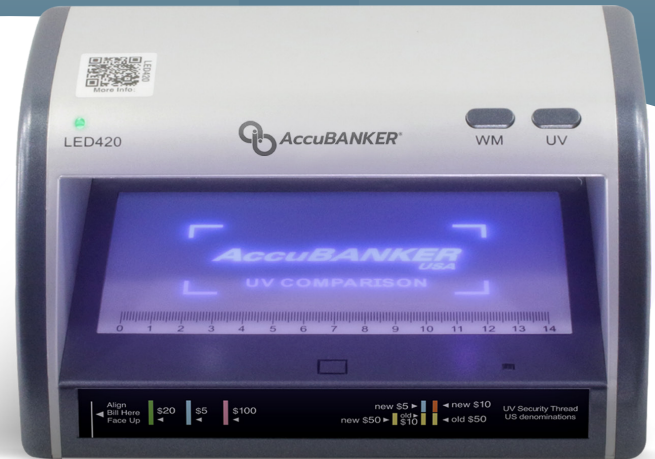 LED420
More Info.
LED420
AccuBANKER®
WM
UV
AccuBANKER
USA
UV COMPARISON
0 1 2 3 4 5 6 7 8 9 10 11 12 13 14
Align
Bill Here
Face Up
$20
$5
$100
new $5
new $10
new $50
old
$10
old $50
UV Security Thread
US denominations